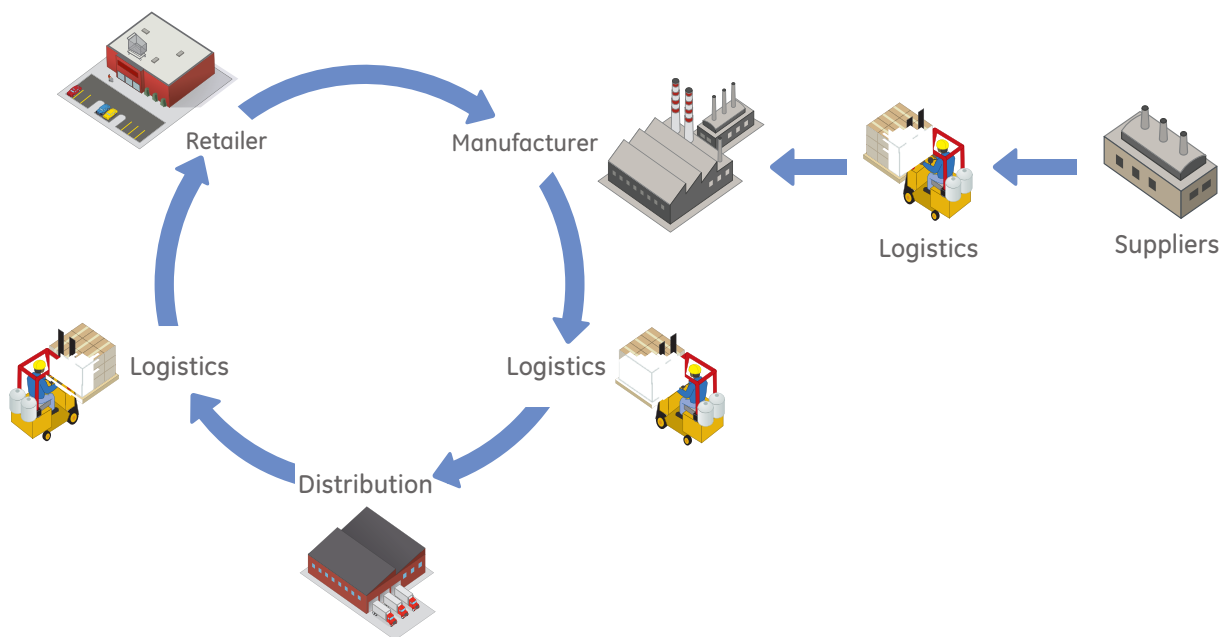 Retailer
Manufacturer
Logistics
Suppliers
Logistics
Logistics
Distribution